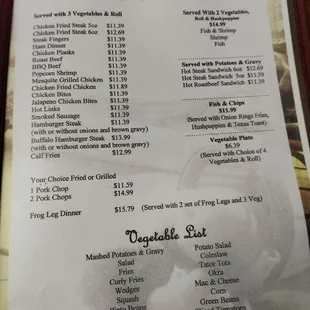 Served with 3 Vegetables & Roll
Chicken Fried Steak 5oz $11.39
Chicken Fried Steak 6oz $12.69
Steak Fingers $11.39
Ham Dinner $11.39
Chicken Planks $11.39
Roast Beef $11.39
BBQ Beef $11.39
Popcorn Shrimp $11.39
Mesquite Grilled Chicken $11.39
Chicken Fried Chicken $11.89
Chicken Bites $11.39
Jalapeno Chicken Bites $11.39
Hot Links $11.39
Smoked Sausage $11.39
Hamburger Steak $11.39
(with or without onions and brown gravy)
Buffalo Hamburger Steak $13.99
(with or without onions and brown gravy)
Calf Fries $12.99
Your Choice Fried or Grilled
1 Pork Chop $11.59
2 Pork Chops $14.99
Frog Leg Dinner $15.79 (Served with 2 set of Frog Legs and 3 Veg)
Served with 2 Vegetables,
Roll & Hushpuppies
$14.99
Fish & Shrimp
Shrimp
Fish
Served with Potatoes & Gravy
Hot Steak Sandwich 6oz $12.69
Hot Steak Sandwich 5oz $11.39
Hot Roastbeef Sandwich $11.39
Fish & Chips
$11.99
(Served with Onion Rings Fries,
Hushpuppies & Texas Toast)
Vegetable Plate
$6.39
(Served with Choice of 4
Vegetables & Roll)
Vegetable List
Mashed Potatoes & Gravy
Salad
Fries
Curly Fries
Wedges
Squash
Pinto Beans
Potato Salad
Coleslaw
Tator Tots
Okra
Mac & Cheese
Corn
Green Beans
Tomatoes